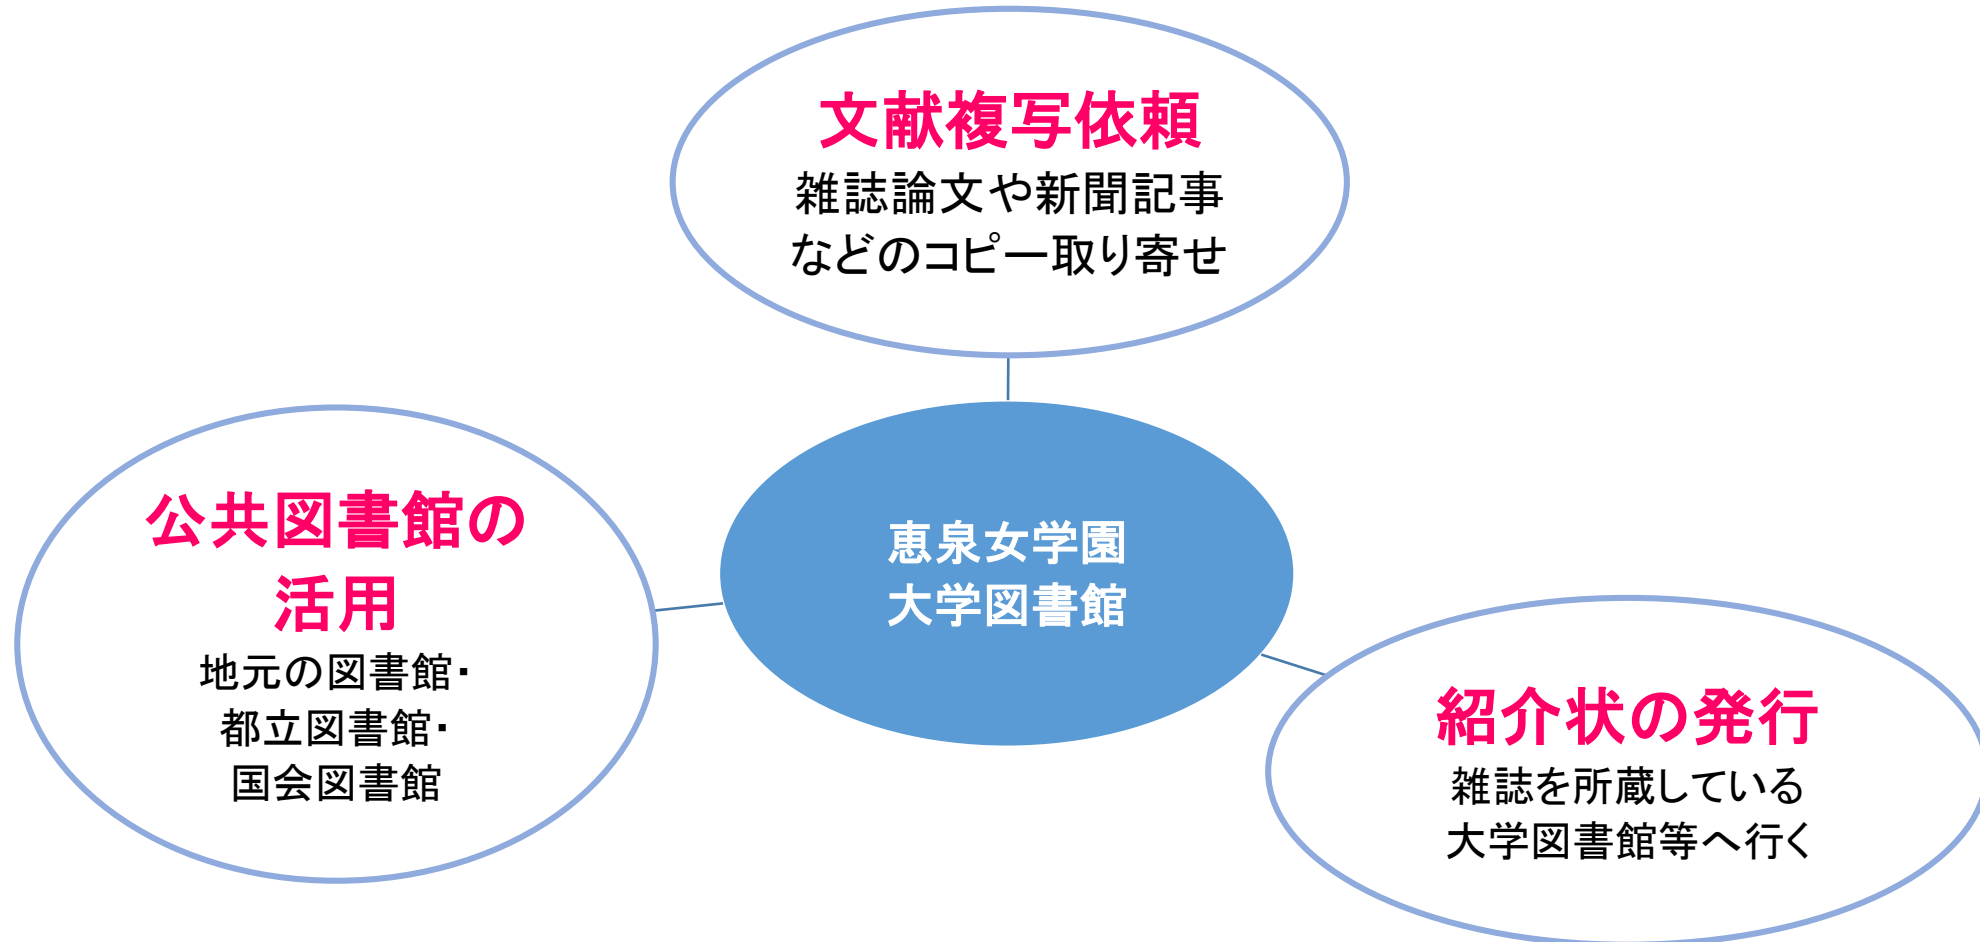 文献複写依頼
雑誌論文や新聞記事
などのコピー取り寄せ
公共図書館の
活用
地元の図書館・
都立図書館・
国会図書館
恵泉女学園
大学図書館
紹介状の発行
雑誌を所蔵している
大学図書館等へ行く